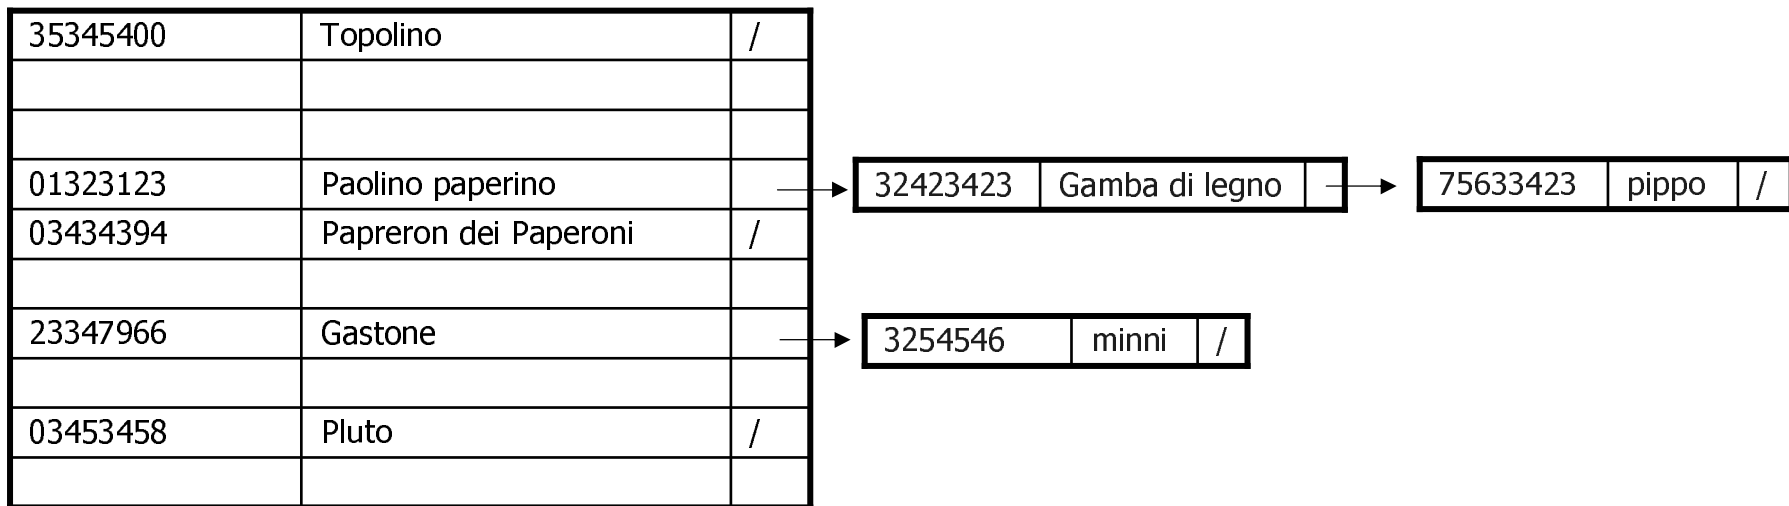 35345400 Topolino /
01323123 Paolino paperino 32423423 Gamba di legno 75633423 pippo /
03434394 Papreron dei Paperoni /
23347966 Gastone 3254546 minni /
03453458 Pluto /